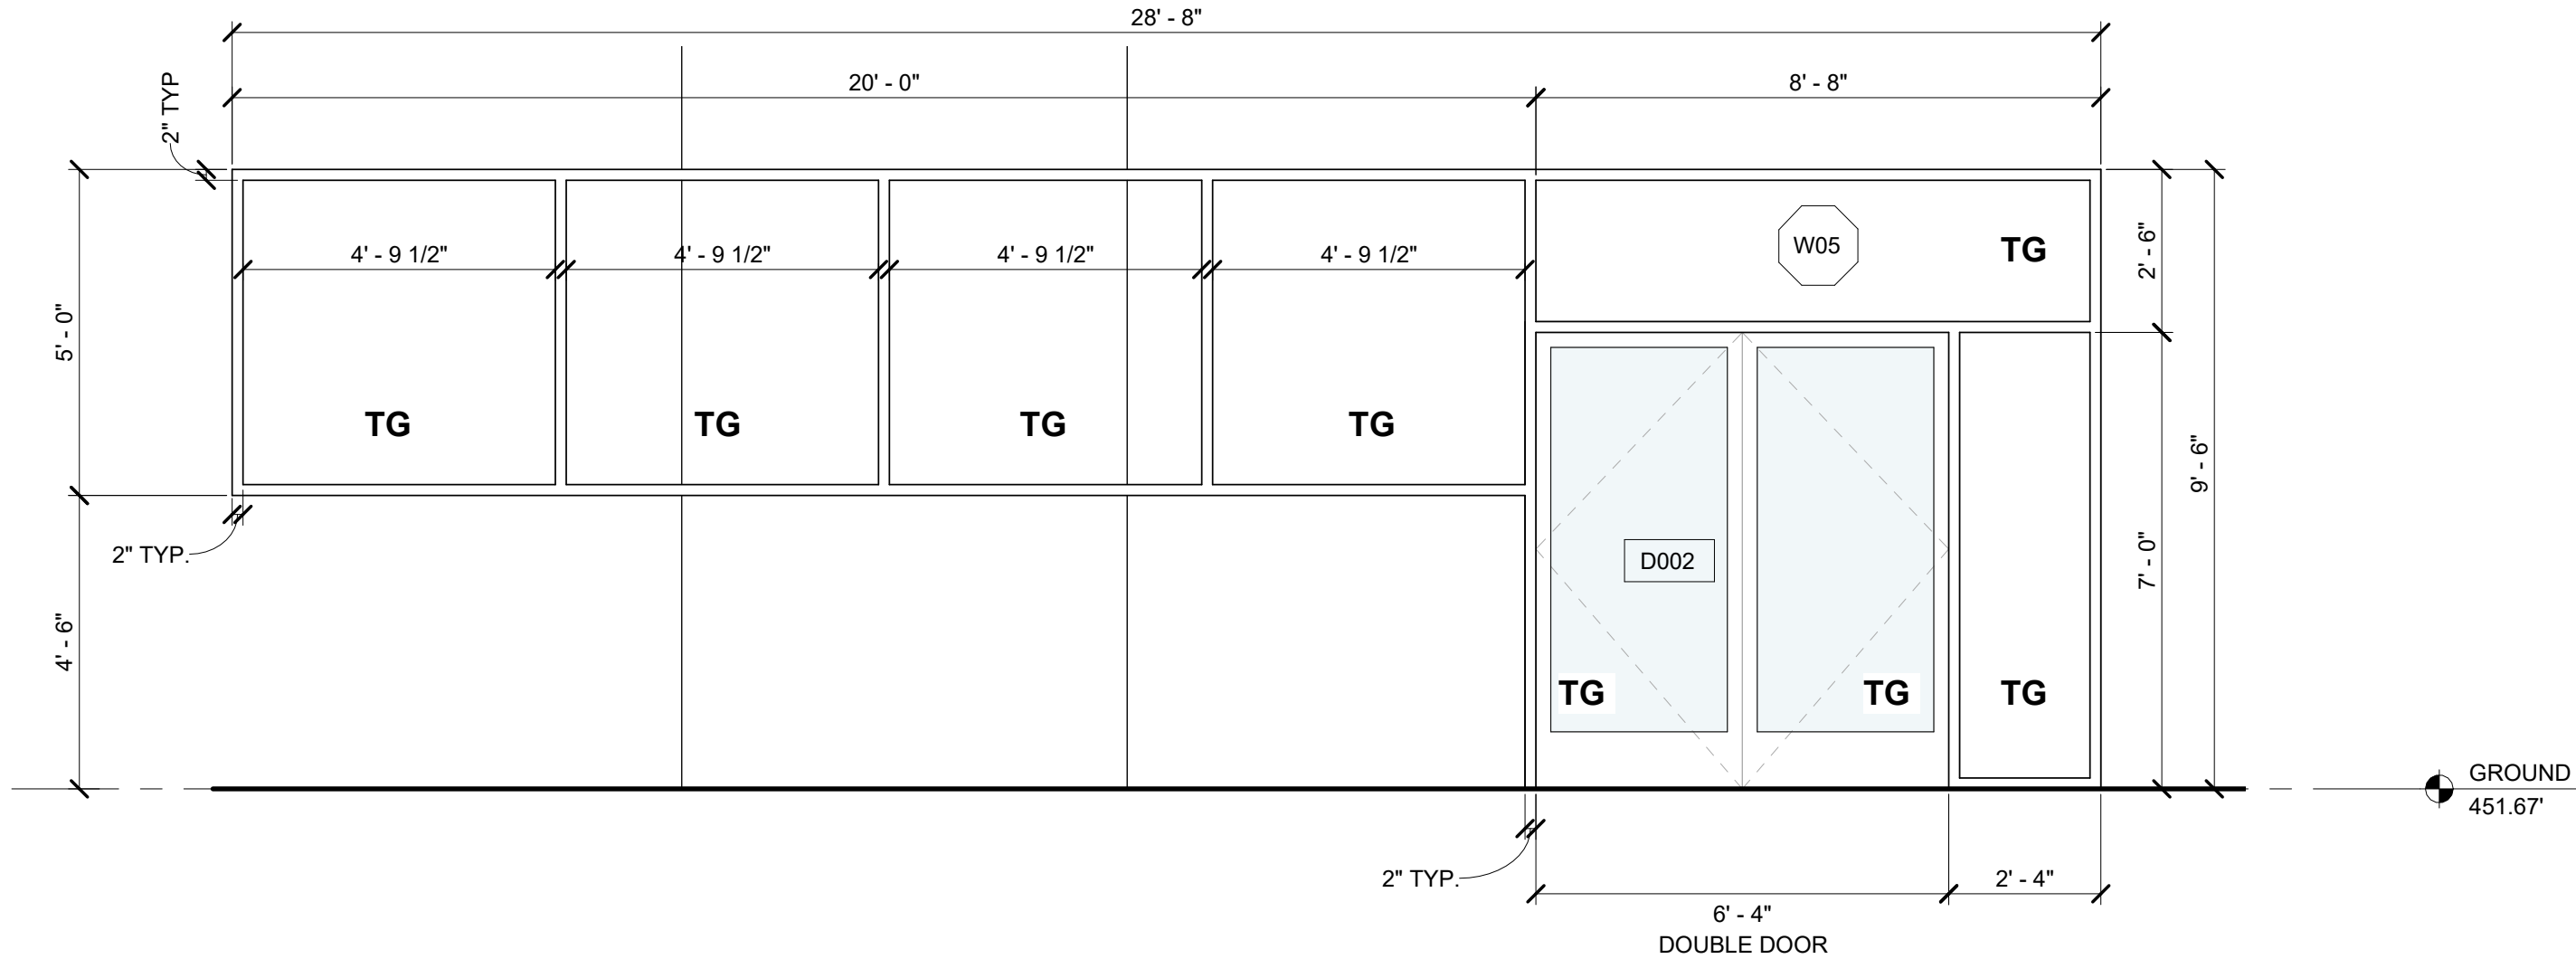 28' - 8"
20' - 0"
8' - 8"
2" TYP
4' - 9 1/2"
4' - 9 1/2"
4' - 9 1/2"
4' - 9 1/2"
W05
TG
2' - 6"
5' - 0"
TG
TG
TG
TG
9' - 6"
2" TYP.
D002
7' - 0"
4' - 6"
TG
TG
TG
GROUND
451.67'
2" TYP.
2' - 4"
6' - 4"
DOUBLE DOOR